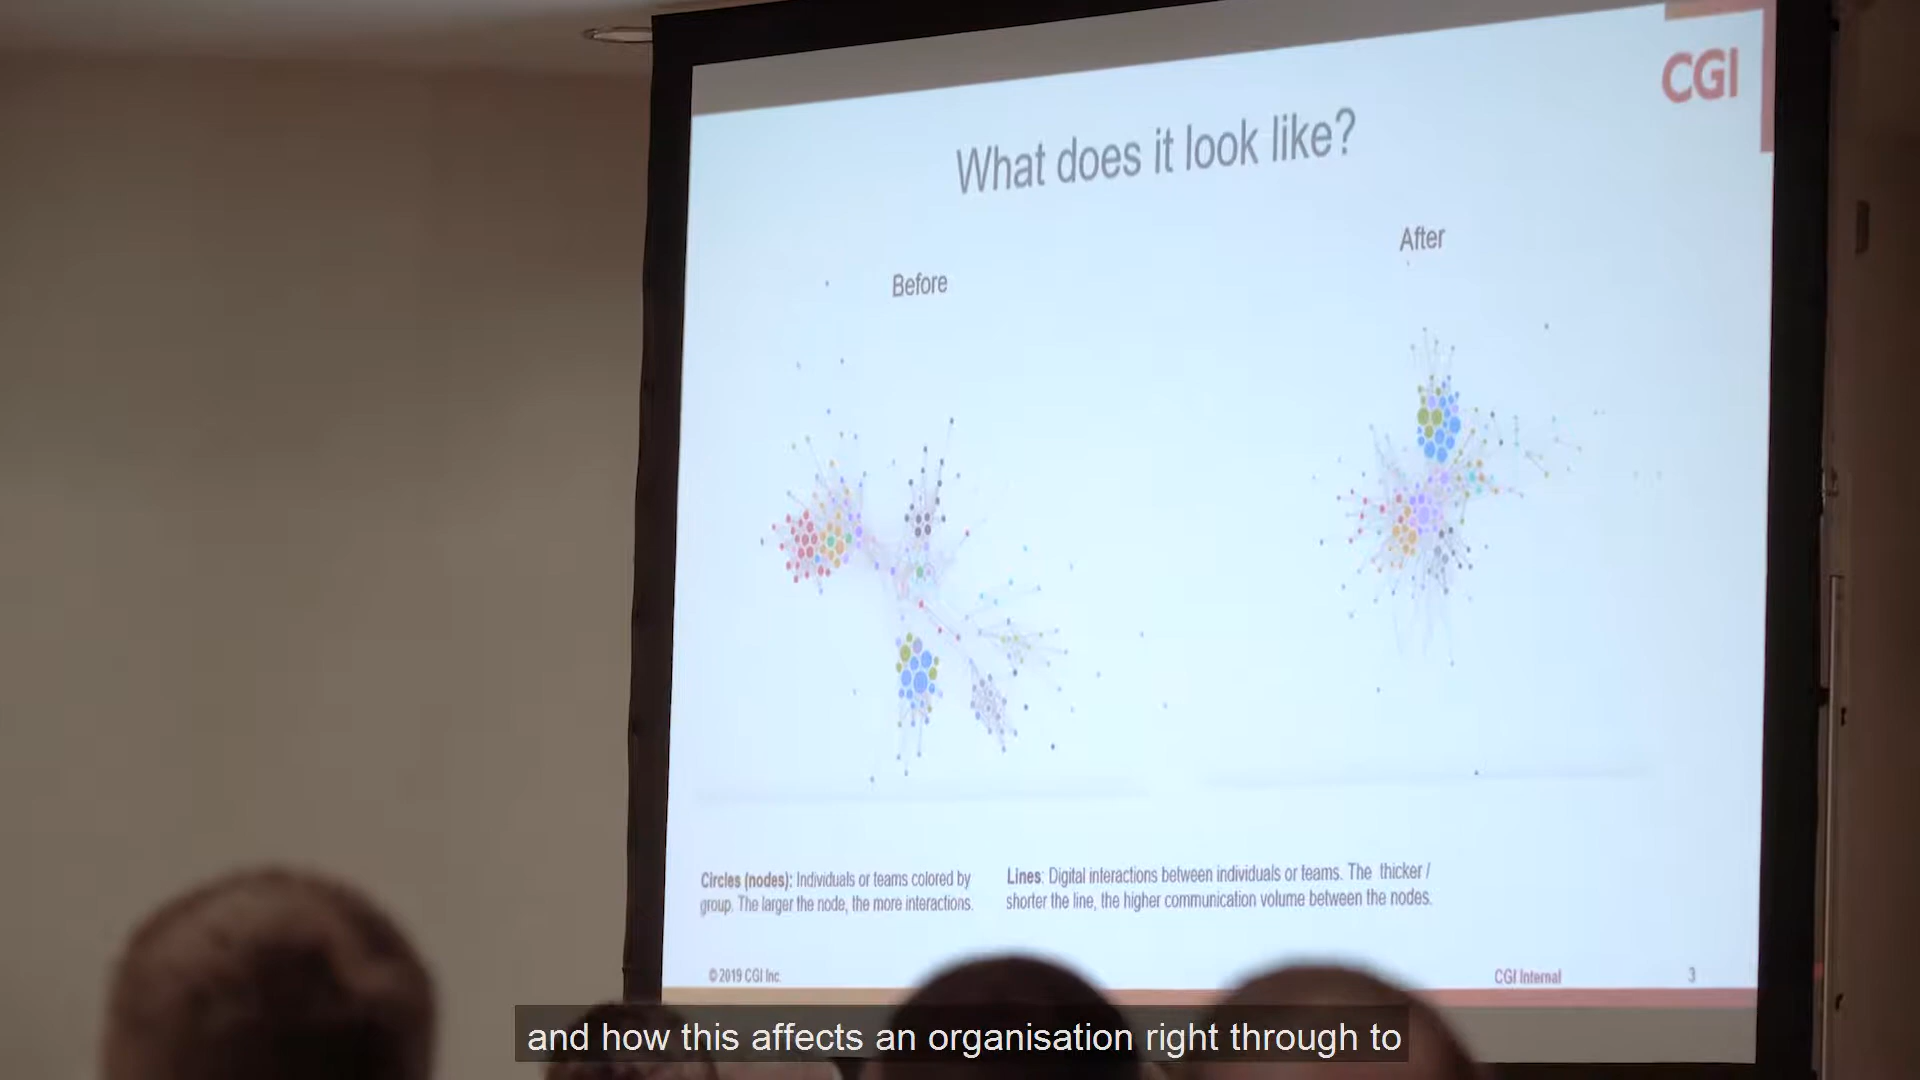 CGI
What does it look like?
Before
After
Circles (nodes): Individuals or teams colored by
group. The larger the node, the more interactions.
Lines: Digital interactions between individuals or teams. The thicker /
shorter the line, the higher communication volume between the nodes.
© 2019 CGI Inc.
CGI Internal
3
and how this affects an organisation right through to